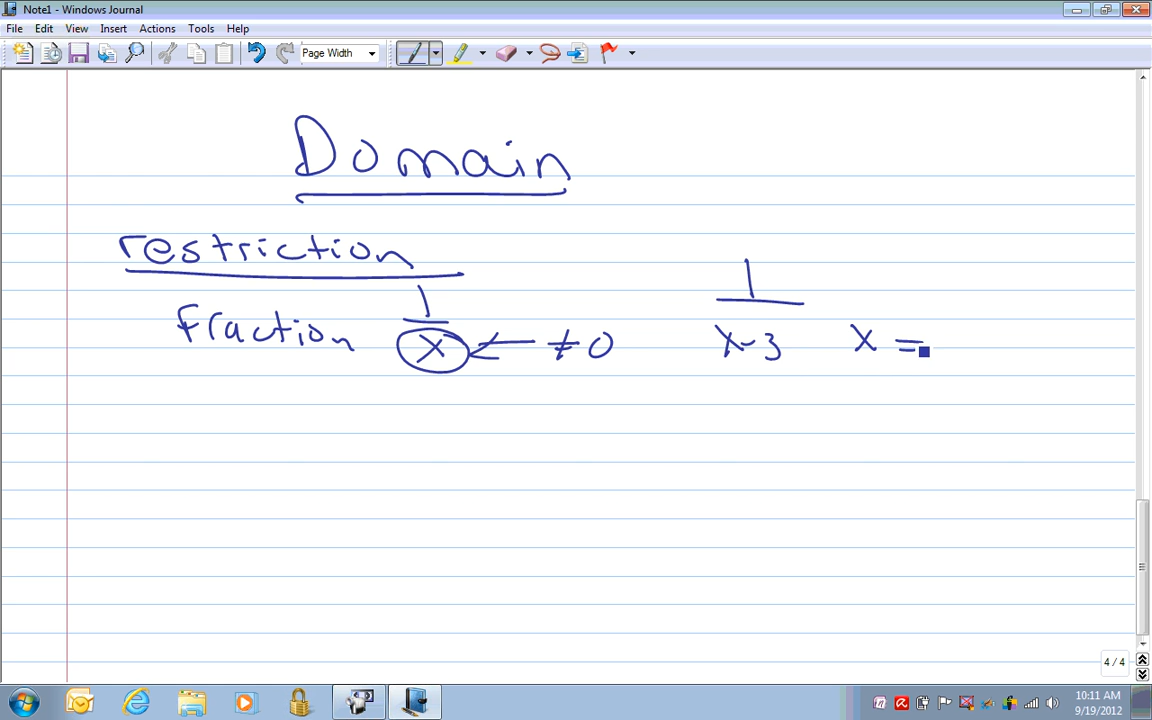 Note1 - Windows Journal
File Edit View Insert Actions Tools Help
Page Width
Domain
restriction
fraction 1/x ← ≠ 0 1/x-3 x =
4 / 4
10:11 AM
9/19/2012